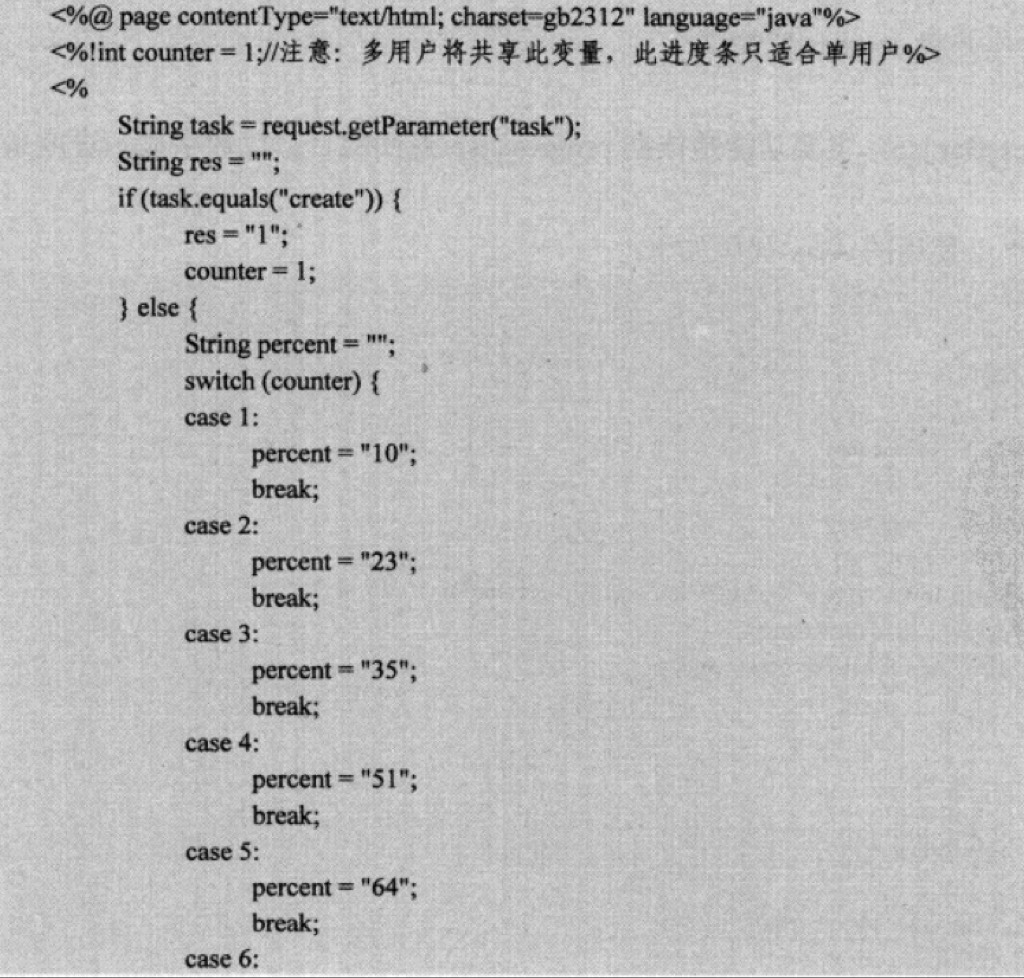 <%@ page contentType="text/html; charset=gb2312" language="java"%>
<%!int counter = 1;//注意：多用户将共享此变量，此进度条只适合单用户%>
<%
String task = request.getParameter("task");
String res = "";
if (task.equals("create")) {
res = "1";
counter = 1;
} else {
String percent = "";
switch (counter) {
case 1:
percent = "10";
break;
case 2:
percent = "23";
break;
case 3:
percent = "35";
break;
case 4:
percent = "51";
break;
case 5:
percent = "64";
break;
case 6: